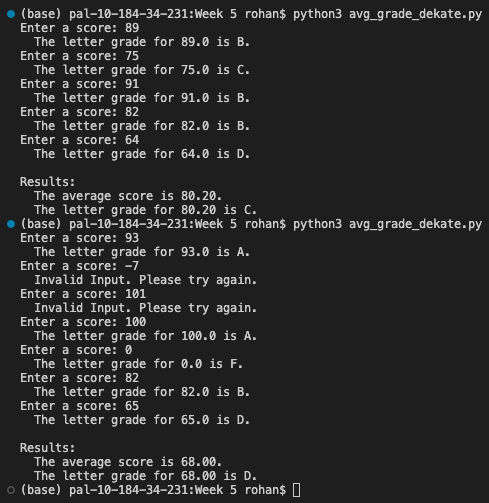 (base) pal-10-184-34-231:Week 5 rohan$ python3 avg_grade_dekate.py
Enter a score: 89
  The letter grade for 89.0 is B.
Enter a score: 75
  The letter grade for 75.0 is C.
Enter a score: 91
  The letter grade for 91.0 is B.
Enter a score: 82
  The letter grade for 82.0 is B.
Enter a score: 64
  The letter grade for 64.0 is D.

Results:
  The average score is 80.20.
  The letter grade for 80.20 is C.
(base) pal-10-184-34-231:Week 5 rohan$ python3 avg_grade_dekate.py
Enter a score: 93
  The letter grade for 93.0 is A.
Enter a score: -7
  Invalid Input. Please try again.
Enter a score: 101
  Invalid Input. Please try again.
Enter a score: 100
  The letter grade for 100.0 is A.
Enter a score: 0
  The letter grade for 0.0 is F.
Enter a score: 82
  The letter grade for 82.0 is B.
Enter a score: 65
  The letter grade for 65.0 is D.

Results:
  The average score is 68.00.
  The letter grade for 68.00 is D.
(base) pal-10-184-34-231:Week 5 rohan$